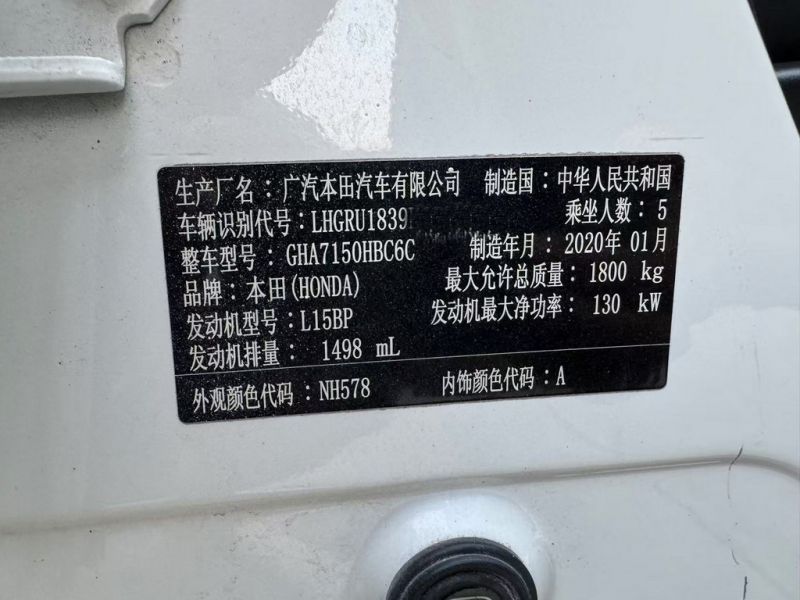 生产厂名：广汽本田汽车有限公司 制造国：中华人民共和国
车辆识别代号：LHGRU1839 乘坐人数：5
整车型号：GHA7150HBC6C 制造年月：2020年01月
品牌：本田(HONDA) 最大允许总质量：1800 kg
发动机型号：L15BP 发动机最大净功率：130 kW
发动机排量：1498 mL
外观颜色代码：NH578 内饰颜色代码：A